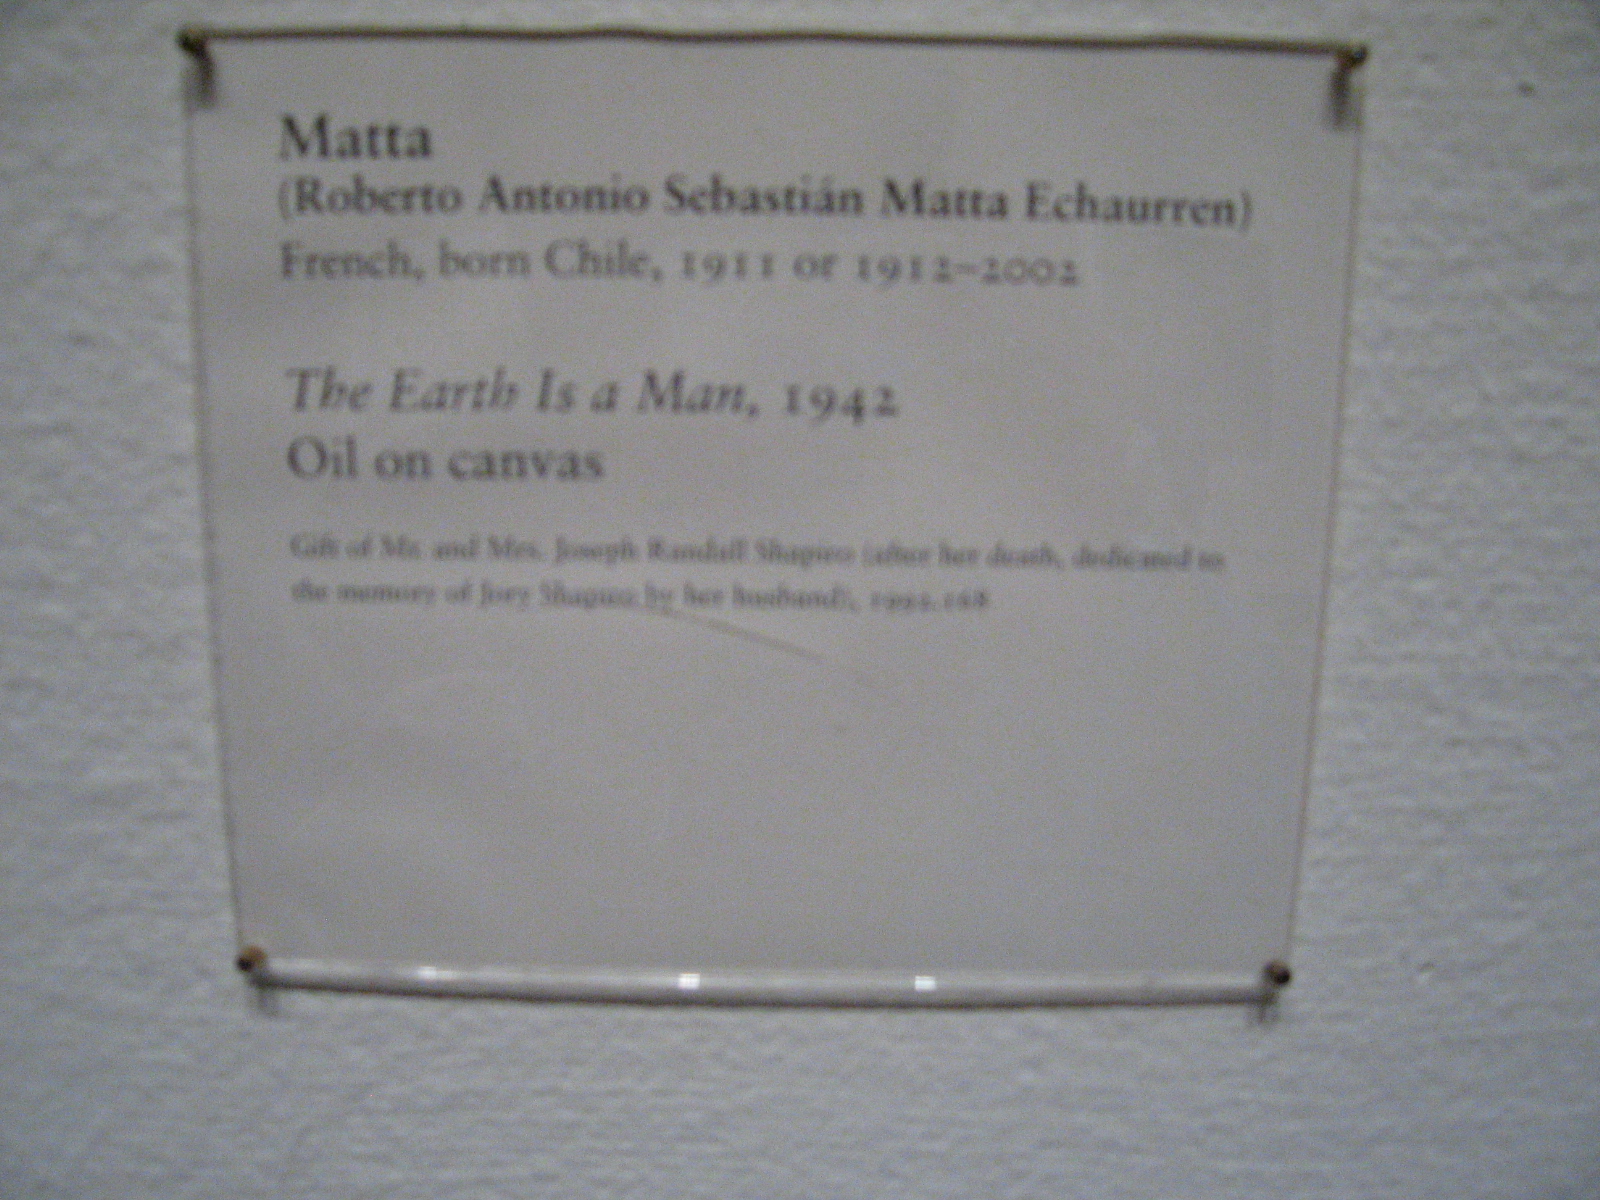 Matta
(Roberto Antonio Sebastián Matta Echaurren)
French, born Chile, 1911 or 1912–2002
The Earth Is a Man, 1942
Oil on canvas
Gift of Mr. and Mrs. Joseph Randall Shapiro (after her death, dedicated to
the memory of Jory Shapiro by her husband), 1992.168